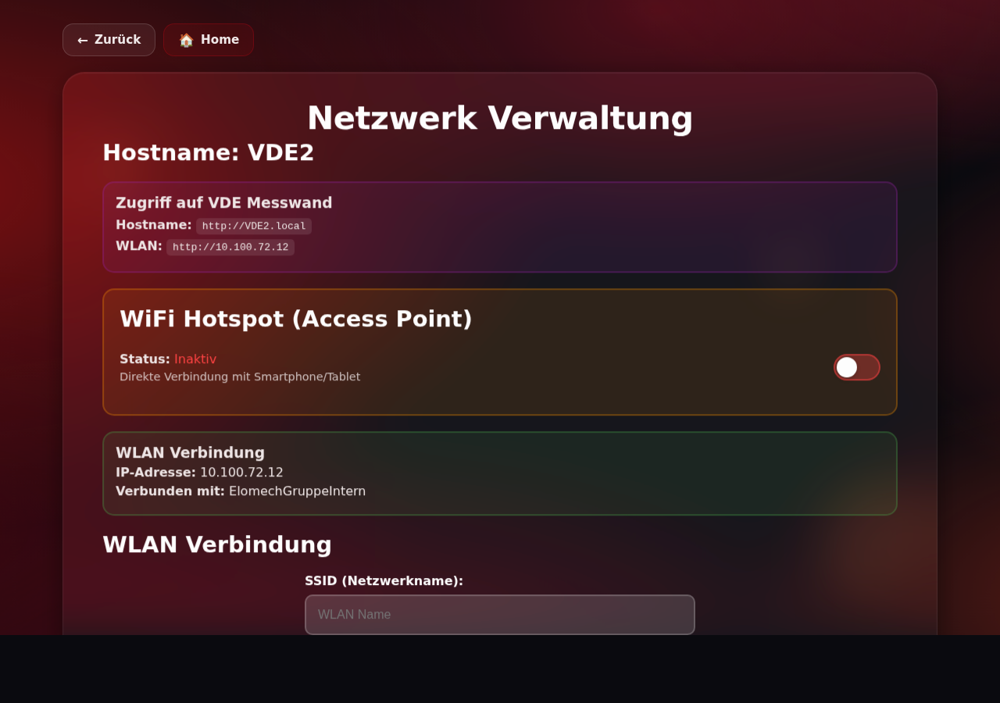 ← Zurück
🏠 Home
Netzwerk Verwaltung
Hostname: VDE2
Zugriff auf VDE Messwand
Hostname: http://VDE2.local
WLAN: http://10.100.72.12
WiFi Hotspot (Access Point)
Status: Inaktiv
Direkte Verbindung mit Smartphone/Tablet
WLAN Verbindung
IP-Adresse: 10.100.72.12
Verbunden mit: ElomechGruppeIntern
WLAN Verbindung
SSID (Netzwerkname):
WLAN Name